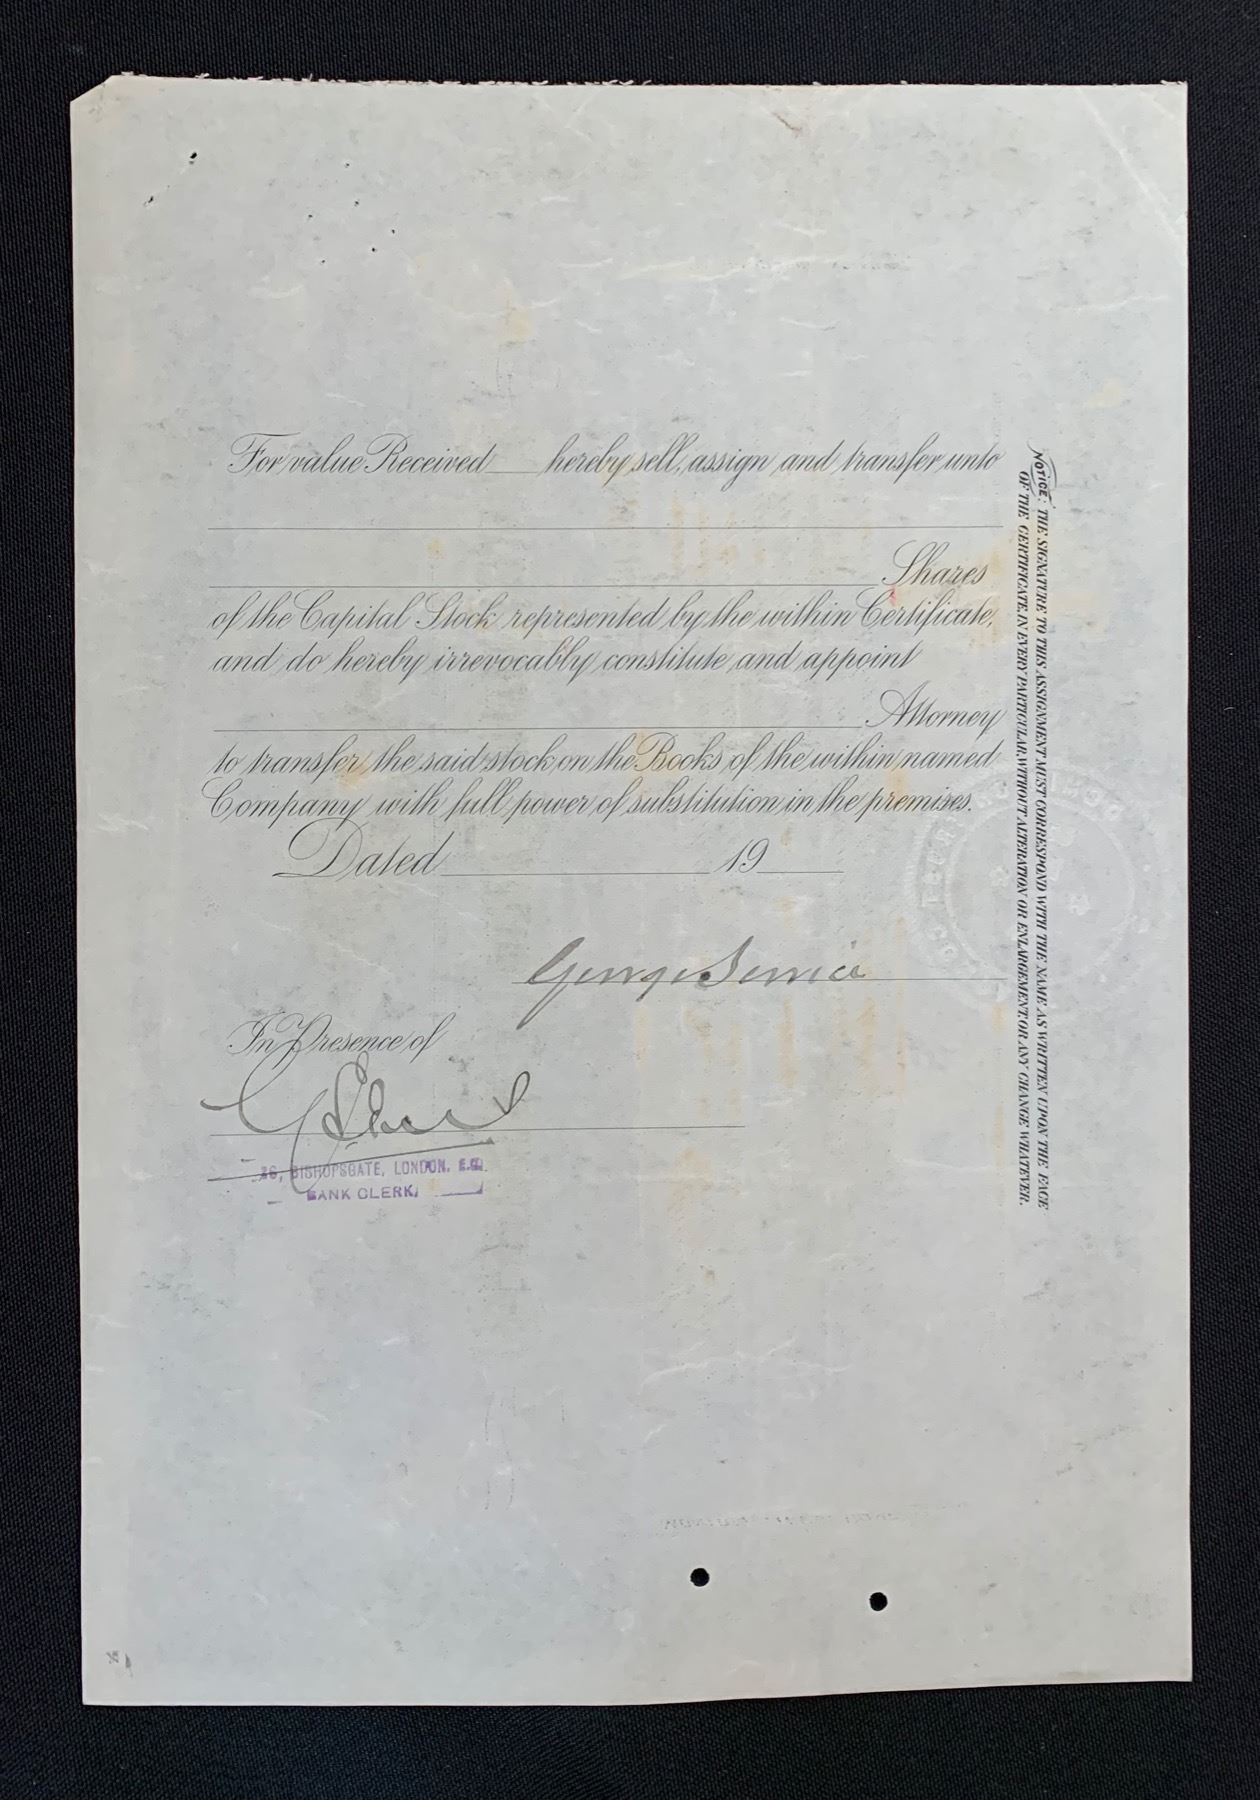 For value Received hereby sell, assign and transfer unto
Shares
of the Capital Stock represented by the within Certificate,
and do hereby irrevocably constitute and appoint
Attorney
to transfer the said stock on the Books of the within named
Company with full power of substitution in the premises.
Dated 19
George
In Presence of
BISHOPSGATE, LONDON. E.C.
BANK CLERK
NOTICE: THE SIGNATURE TO THIS ASSIGNMENT MUST CORRESPOND WITH THE NAME AS WRITTEN UPON THE FACE
OF THE CERTIFICATE, IN EVERY PARTICULAR, WITHOUT ALTERATION OR ENLARGEMENT, OR ANY CHANGE WHATEVER.